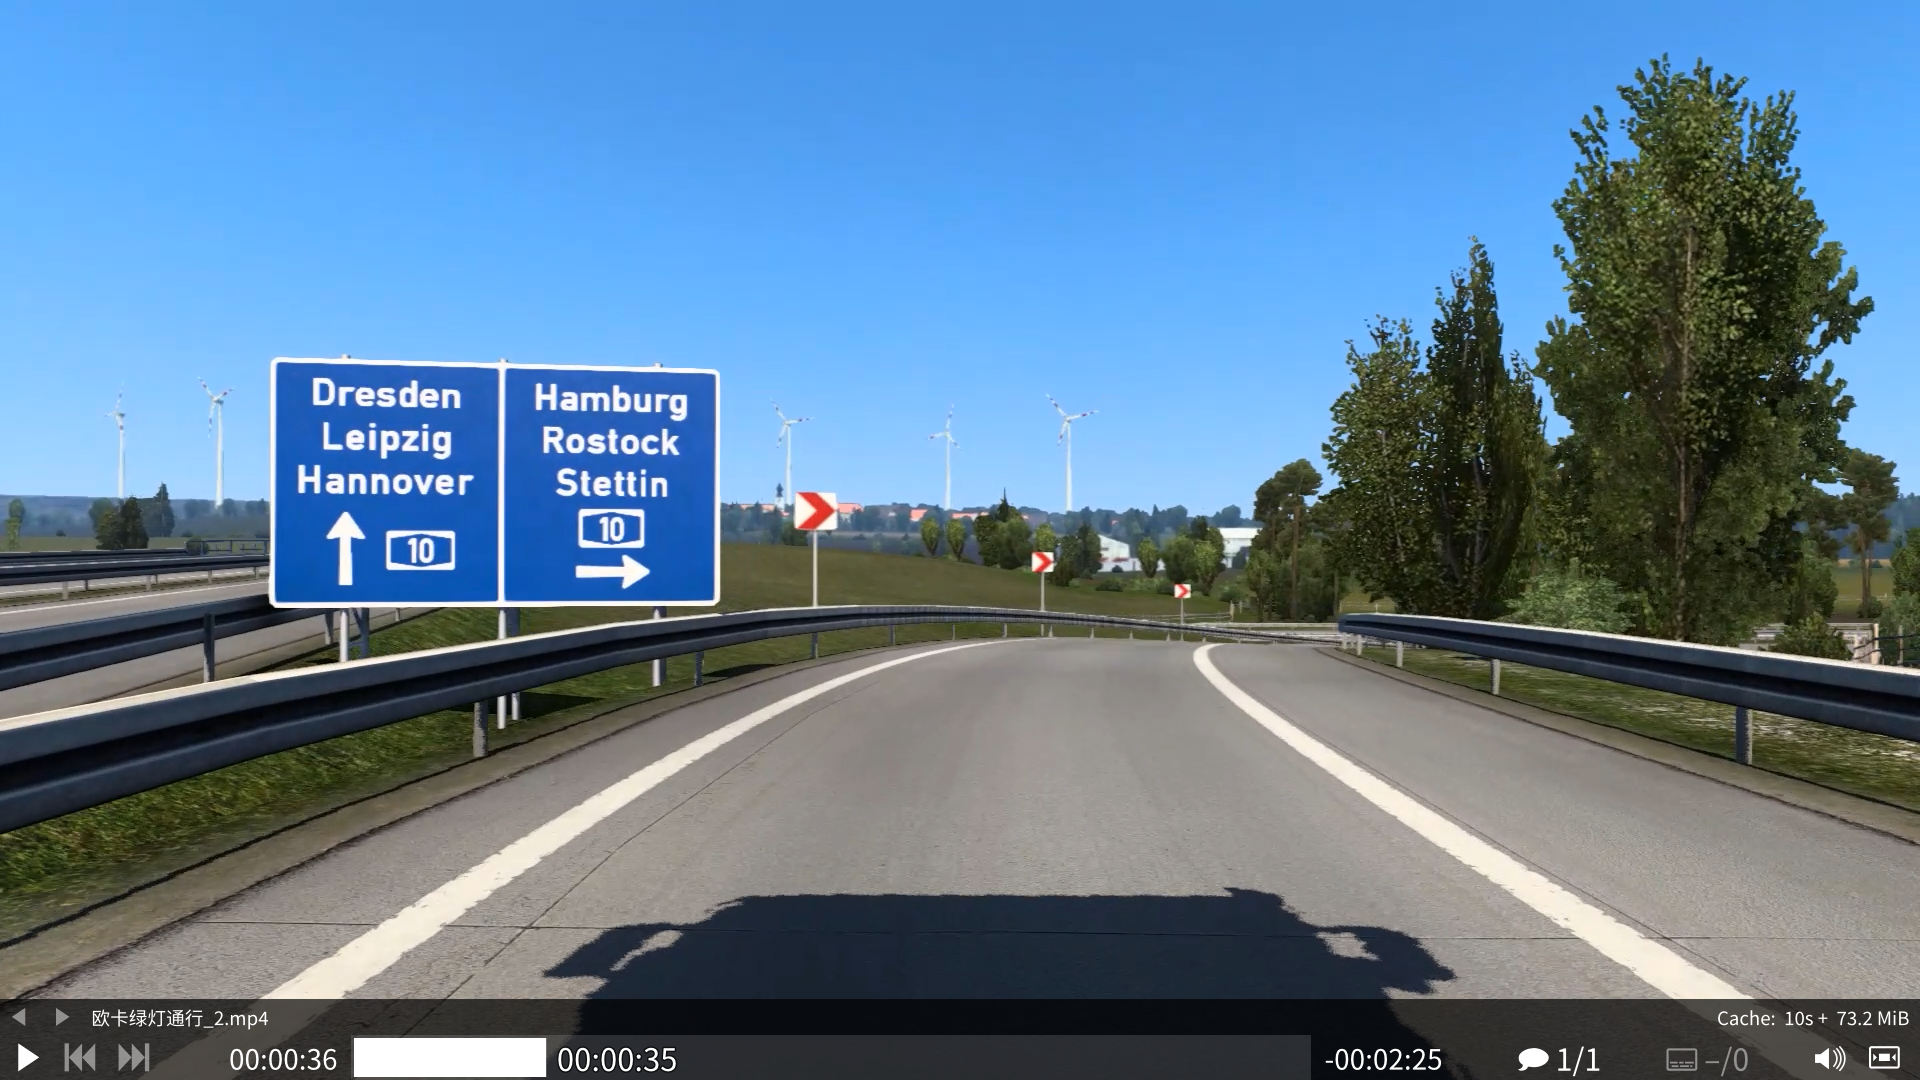 Dresden
Leipzig
Hannover
10
Hamburg
Rostock
Stettin
10
欧卡绿灯通行_2.mp4
Cache: 10s + 73.2 MiB
00:00:36
00:00:35
-00:02:25
1/1
–/0